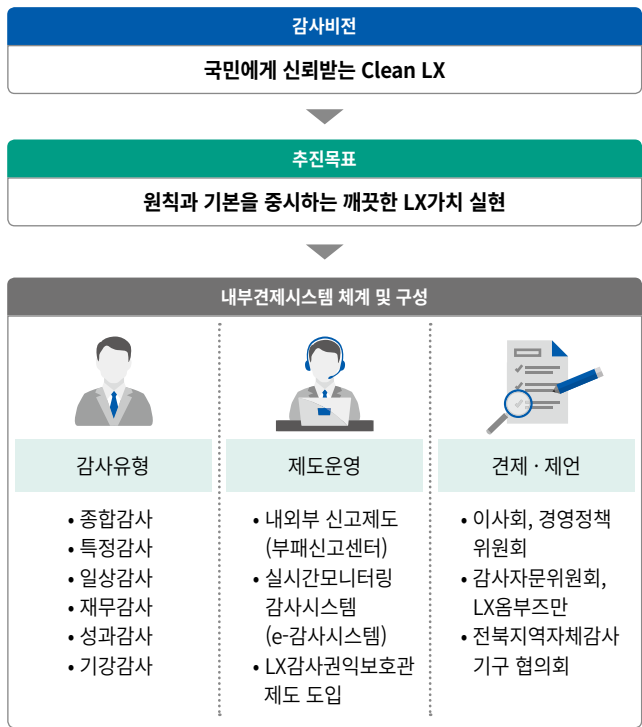 감사비전
국민에게 신뢰받는 Clean LX
추진목표
원칙과 기본을 중시하는 깨끗한 LX가치 실현
내부견제시스템 체계 및 구성
감사유형
• 종합감사
• 특정감사
• 일상감사
• 재무감사
• 성과감사
• 기강감사
제도운영
• 내외부 신고제도
(부패신고센터)
• 실시간모니터링
감사시스템
(e-감사시스템)
• LX감사권익보호관
제도 도입
견제 · 제언
• 이사회, 경영정책
위원회
• 감사자문위원회,
LX옴부즈만
• 전북지역자체감사
기구 협의회